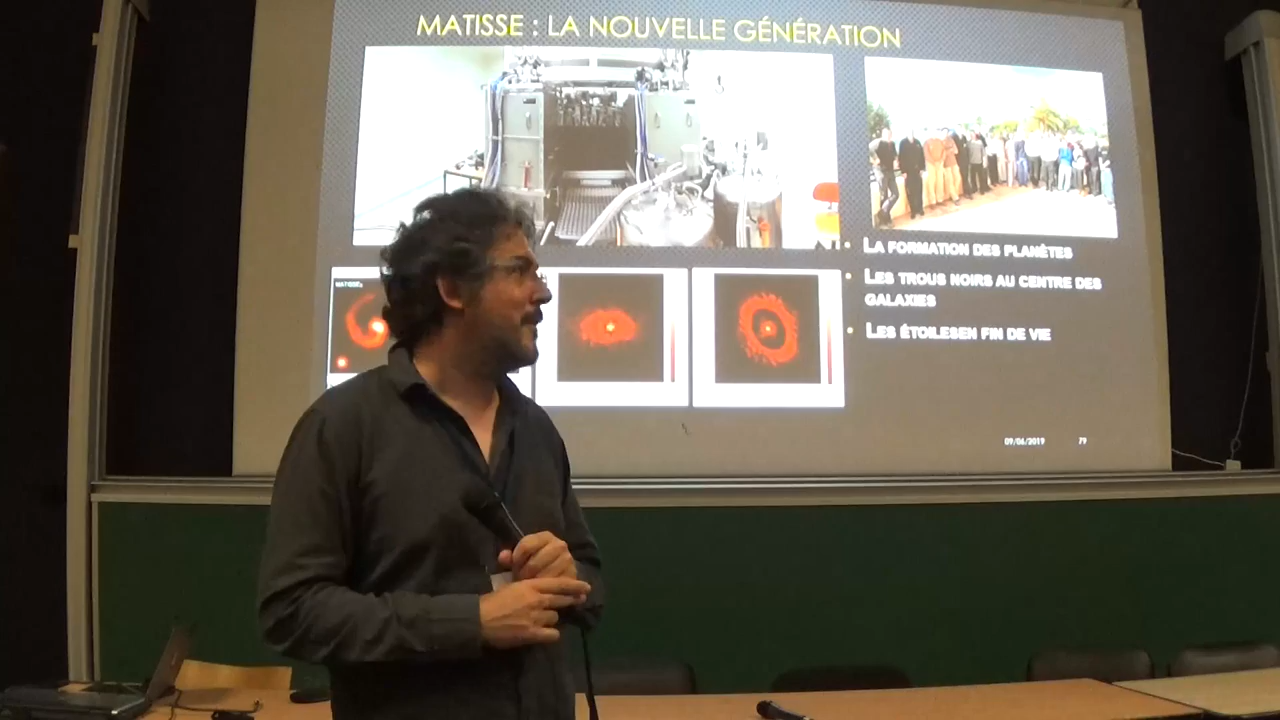 MATISSE : LA NOUVELLE GÉNÉRATION
MATISSE
LA FORMATION DES PLANÈTES
LES TROUS NOIRS AU CENTRE DES
GALAXIES
LES ÉTOILESEN FIN DE VIE
09/06/2019 79